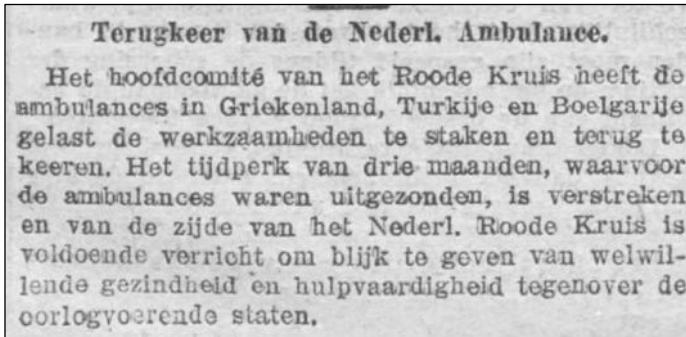 Terugkeer van de Nederl. Ambulance.
Het hoofdcomité van het Roode Kruis heeft de
ambulances in Griekenland, Turkije en Boelgarije
gelast de werkzaamheden te staken en terug te
keeren. Het tijdperk van drie maanden, waarvoor
de ambulances waren uitgezonden, is verstreken
en van de zijde van het Nederl. Roode Kruis is
voldoende verricht om blijk te geven van welwil-
lende gezindheid en hulpvaardigheid tegenover de
oorlogvoerende staten.